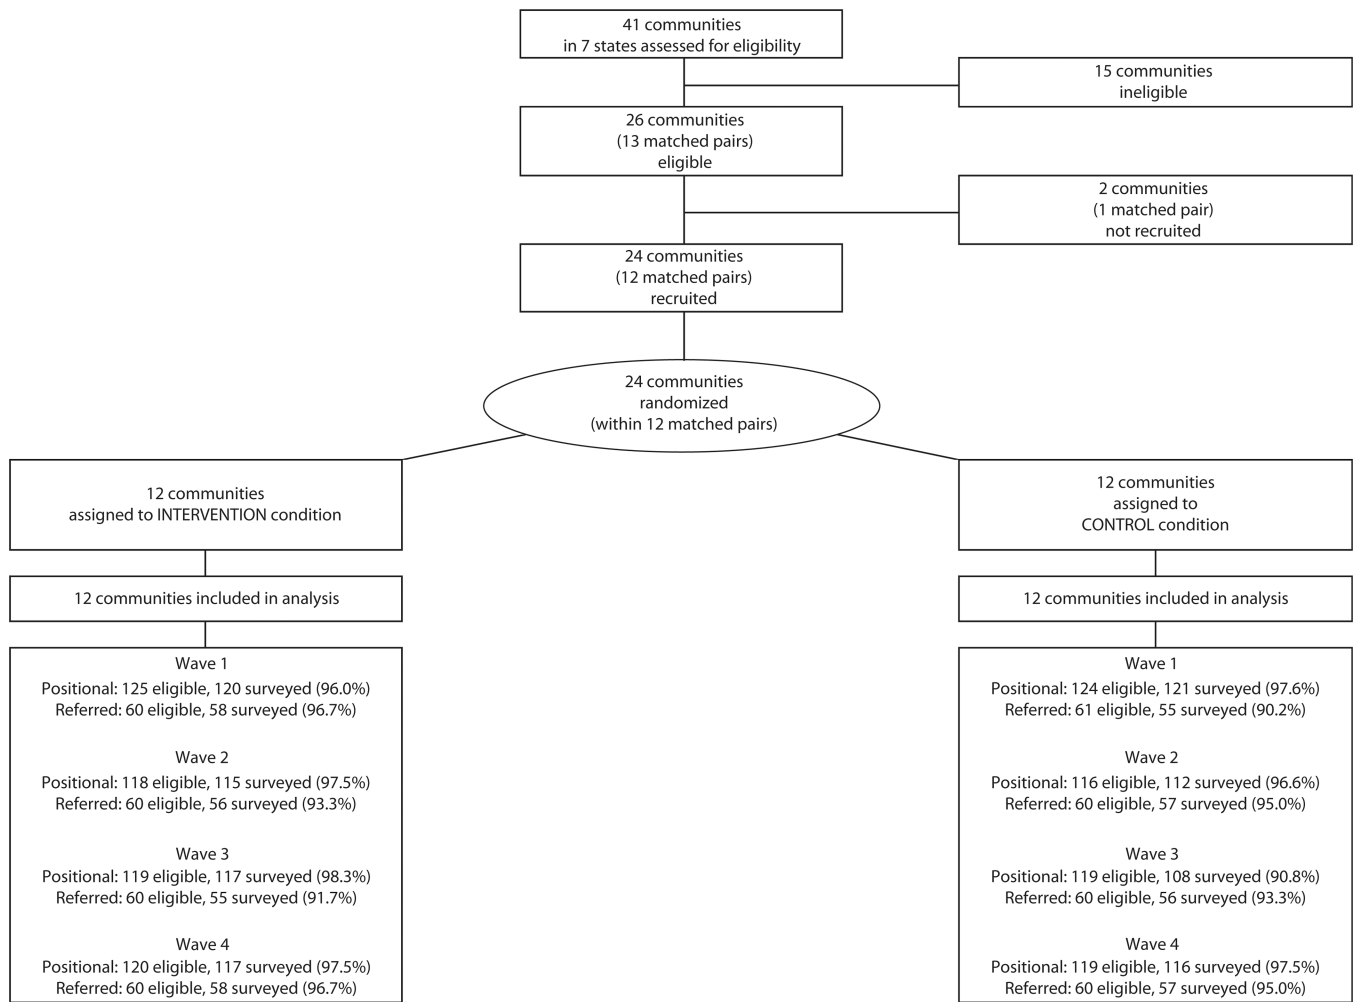 41 communities
in 7 states assessed for eligibility
15 communities
ineligible
26 communities
(13 matched pairs)
eligible
2 communities
(1 matched pair)
not recruited
24 communities
(12 matched pairs)
recruited
24 communities
randomized
(within 12 matched pairs)
12 communities
assigned to INTERVENTION condition
12 communities included in analysis
Wave 1
Positional: 125 eligible, 120 surveyed (96.0%)
Referred: 60 eligible, 58 surveyed (96.7%)
Wave 2
Positional: 118 eligible, 115 surveyed (97.5%)
Referred: 60 eligible, 56 surveyed (93.3%)
Wave 3
Positional: 119 eligible, 117 surveyed (98.3%)
Referred: 60 eligible, 55 surveyed (91.7%)
Wave 4
Positional: 120 eligible, 117 surveyed (97.5%)
Referred: 60 eligible, 58 surveyed (96.7%)
12 communities
assigned to
CONTROL condition
12 communities included in analysis
Wave 1
Positional: 124 eligible, 121 surveyed (97.6%)
Referred: 61 eligible, 55 surveyed (90.2%)
Wave 2
Positional: 116 eligible, 112 surveyed (96.6%)
Referred: 60 eligible, 57 surveyed (95.0%)
Wave 3
Positional: 119 eligible, 108 surveyed (90.8%)
Referred: 60 eligible, 56 surveyed (93.3%)
Wave 4
Positional: 119 eligible, 116 surveyed (97.5%)
Referred: 60 eligible, 57 surveyed (95.0%)